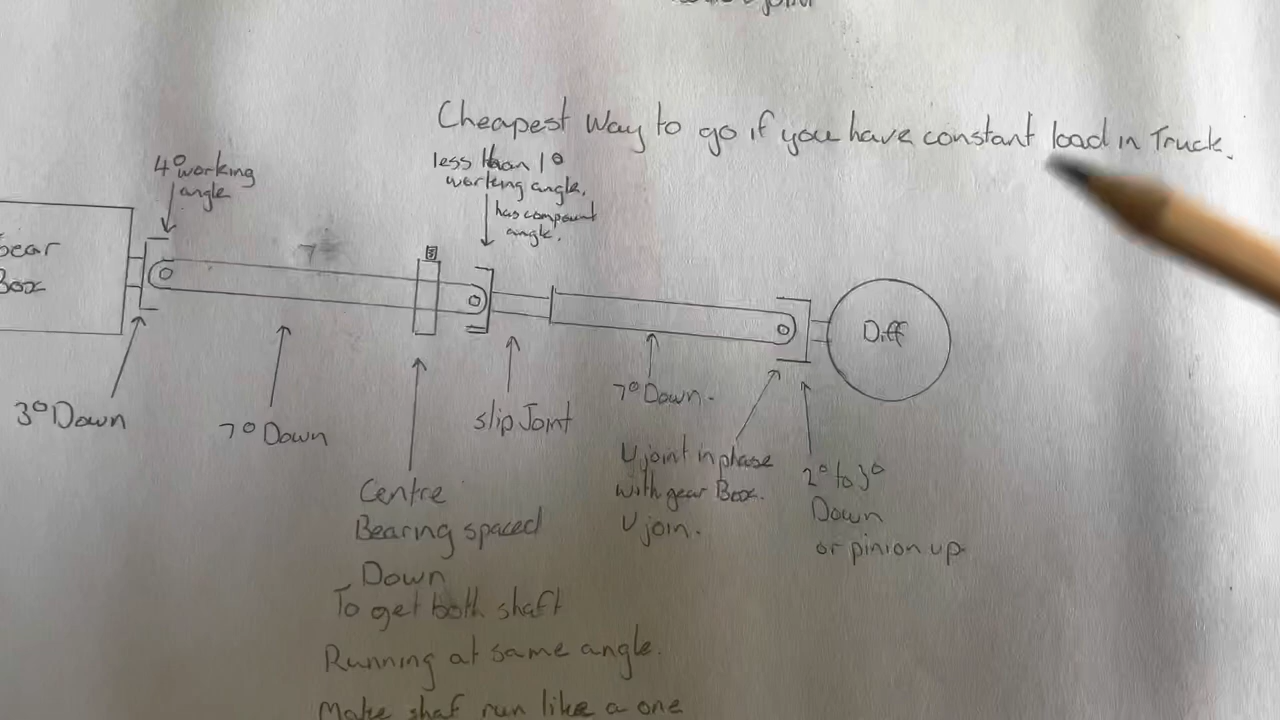 Cheapest Way to go if you have constant load in Truck.
4° working
angle
less than 1°
working angle.
has compount
angle.
Gear
Box
7
Diff
3° Down
7° Down
slip Joint
7° Down.
U joint in phase
with gear Box.
U join.
2° to 3°
Down
or pinion up
Centre
Bearing spaced
Down
To get both shaft
Running at same angle.
Make shaf run like a one